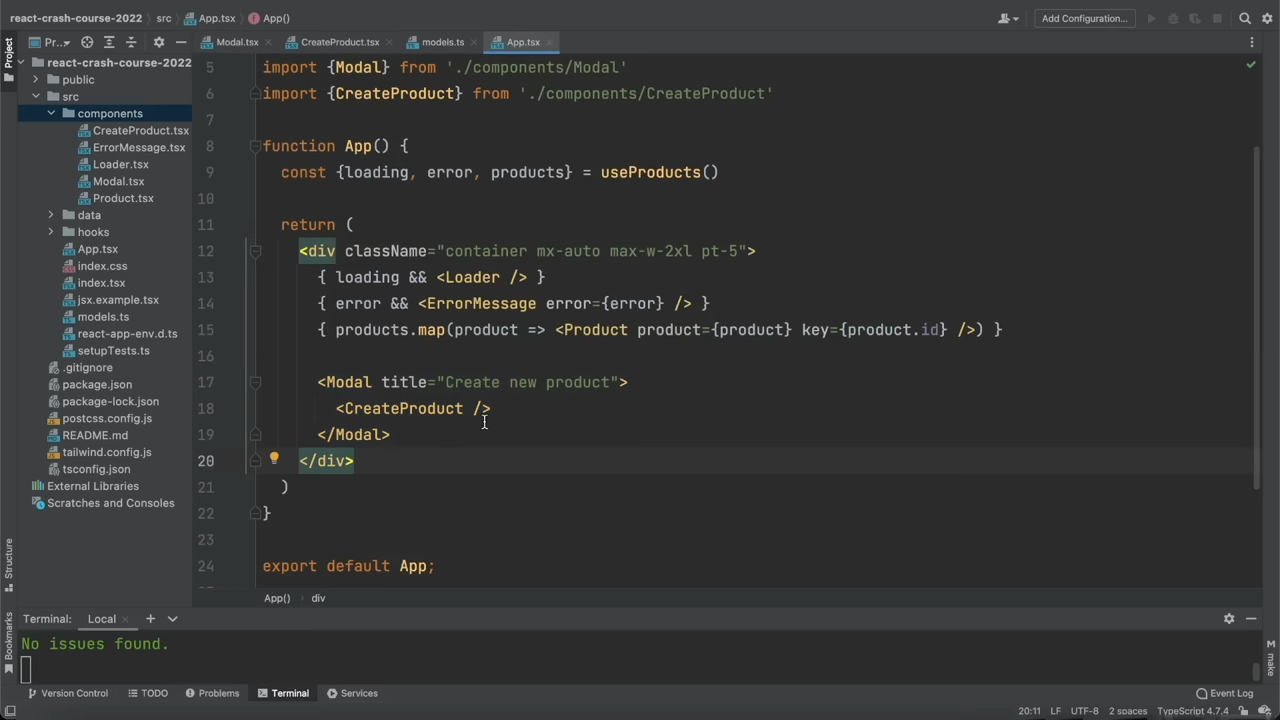 react-crash-course-2022 src App.tsx App()
Add Configuration...
Pr... Modal.tsx CreateProduct.tsx models.ts App.tsx
Project
react-crash-course-2022
public
src
components
CreateProduct.tsx
ErrorMessage.tsx
Loader.tsx
Modal.tsx
Product.tsx
data
hooks
App.tsx
index.css
index.tsx
jsx.example.tsx
models.ts
react-app-env.d.ts
setupTests.ts
.gitignore
package.json
package-lock.json
postcss.config.js
README.md
tailwind.config.js
tsconfig.json
External Libraries
Scratches and Consoles
5 import {Modal} from './components/Modal'
6 import {CreateProduct} from './components/CreateProduct'
7
8 function App() {
9 const {loading, error, products} = useProducts()
10
11 return (
12 <div className="container mx-auto max-w-2xl pt-5">
13 { loading && <Loader /> }
14 { error && <ErrorMessage error={error} /> }
15 { products.map(product => <Product product={product} key={product.id} />) }
16
17 <Modal title="Create new product">
18 <CreateProduct />
19 </Modal>
20 </div>
21 )
22 }
23
24 export default App;
App() div
Structure
Bookmarks
make
Terminal: Local
No issues found.
Version Control TODO Problems Terminal Services Event Log
20:11 LF UTF-8 2 spaces TypeScript 4.7.4